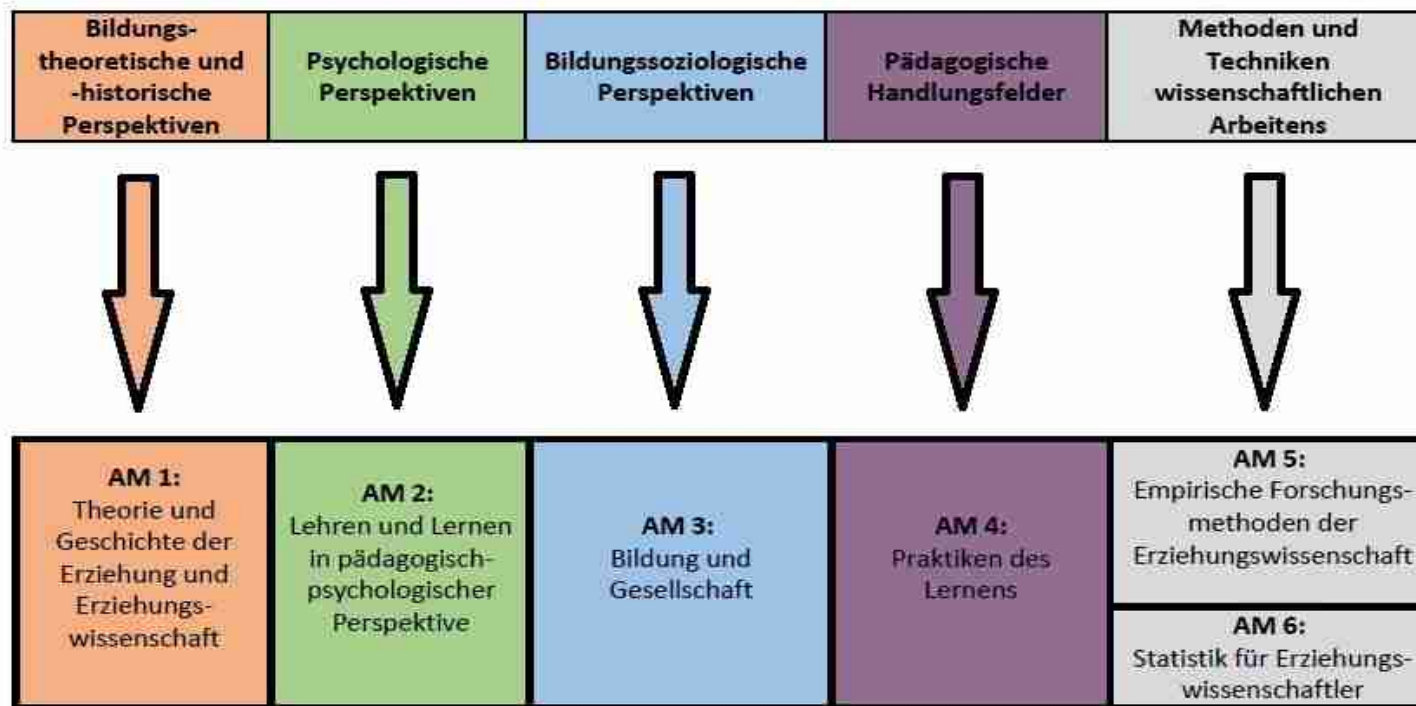 Bildungs-
theoretische und
-historische
Perspektiven
Psychologische
Perspektiven
Bildungssoziologische
Perspektiven
Pädagogische
Handlungsfelder
Methoden und
Techniken
wissenschaftlichen
Arbeitens
AM 1:
Theorie und
Geschichte der
Erziehung und
Erziehungs-
wissenschaft
AM 2:
Lehren und Lernen
in pädagogisch-
psychologischer
Perspektive
AM 3:
Bildung und
Gesellschaft
AM 4:
Praktiken des
Lernens
AM 5:
Empirische Forschungs-
methoden der
Erziehungswissenschaft
AM 6:
Statistik für Erziehungs-
wissenschaftler